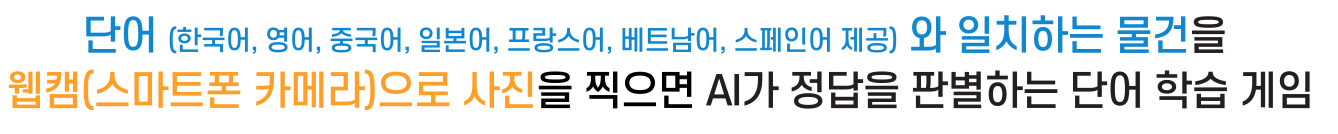 단어 (한국어, 영어, 중국어, 일본어, 프랑스어, 베트남어, 스페인어 제공) 와 일치하는 물건을
웹캠(스마트폰 카메라)으로 사진을 찍으면 AI가 정답을 판별하는 단어 학습 게임